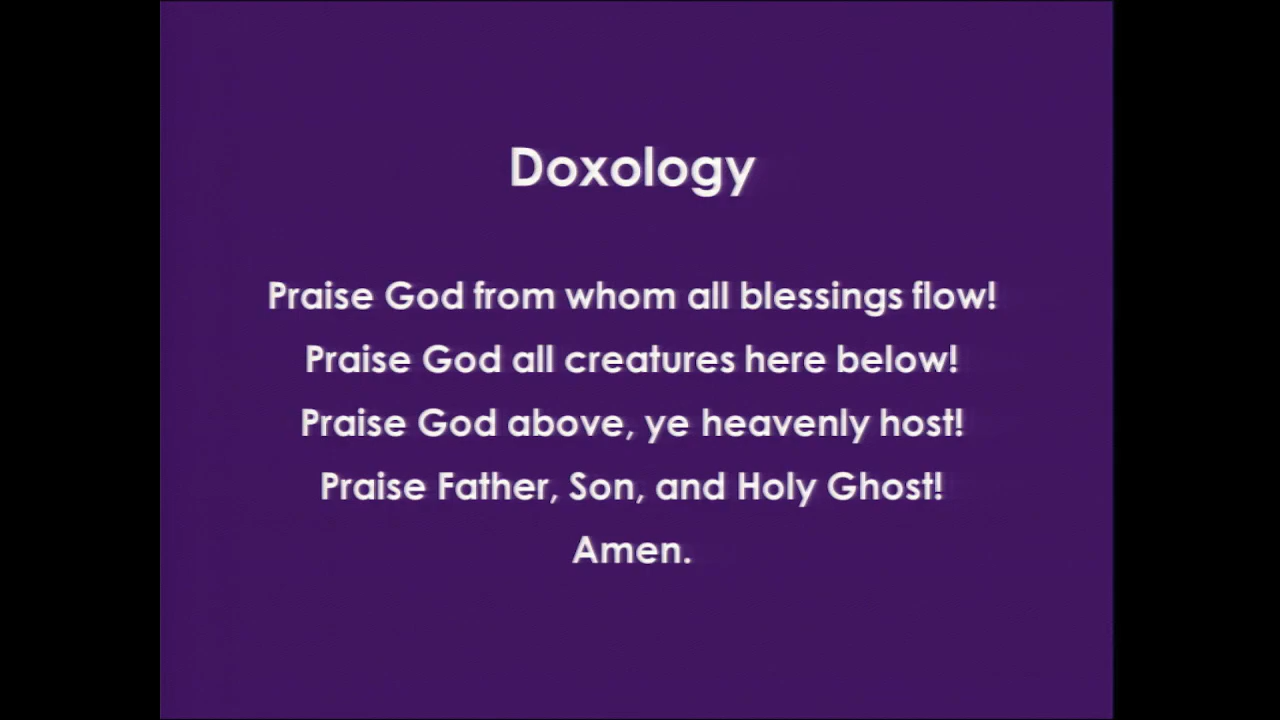 Doxology
Praise God from whom all blessings flow!
Praise God all creatures here below!
Praise God above, ye heavenly host!
Praise Father, Son, and Holy Ghost!
Amen.